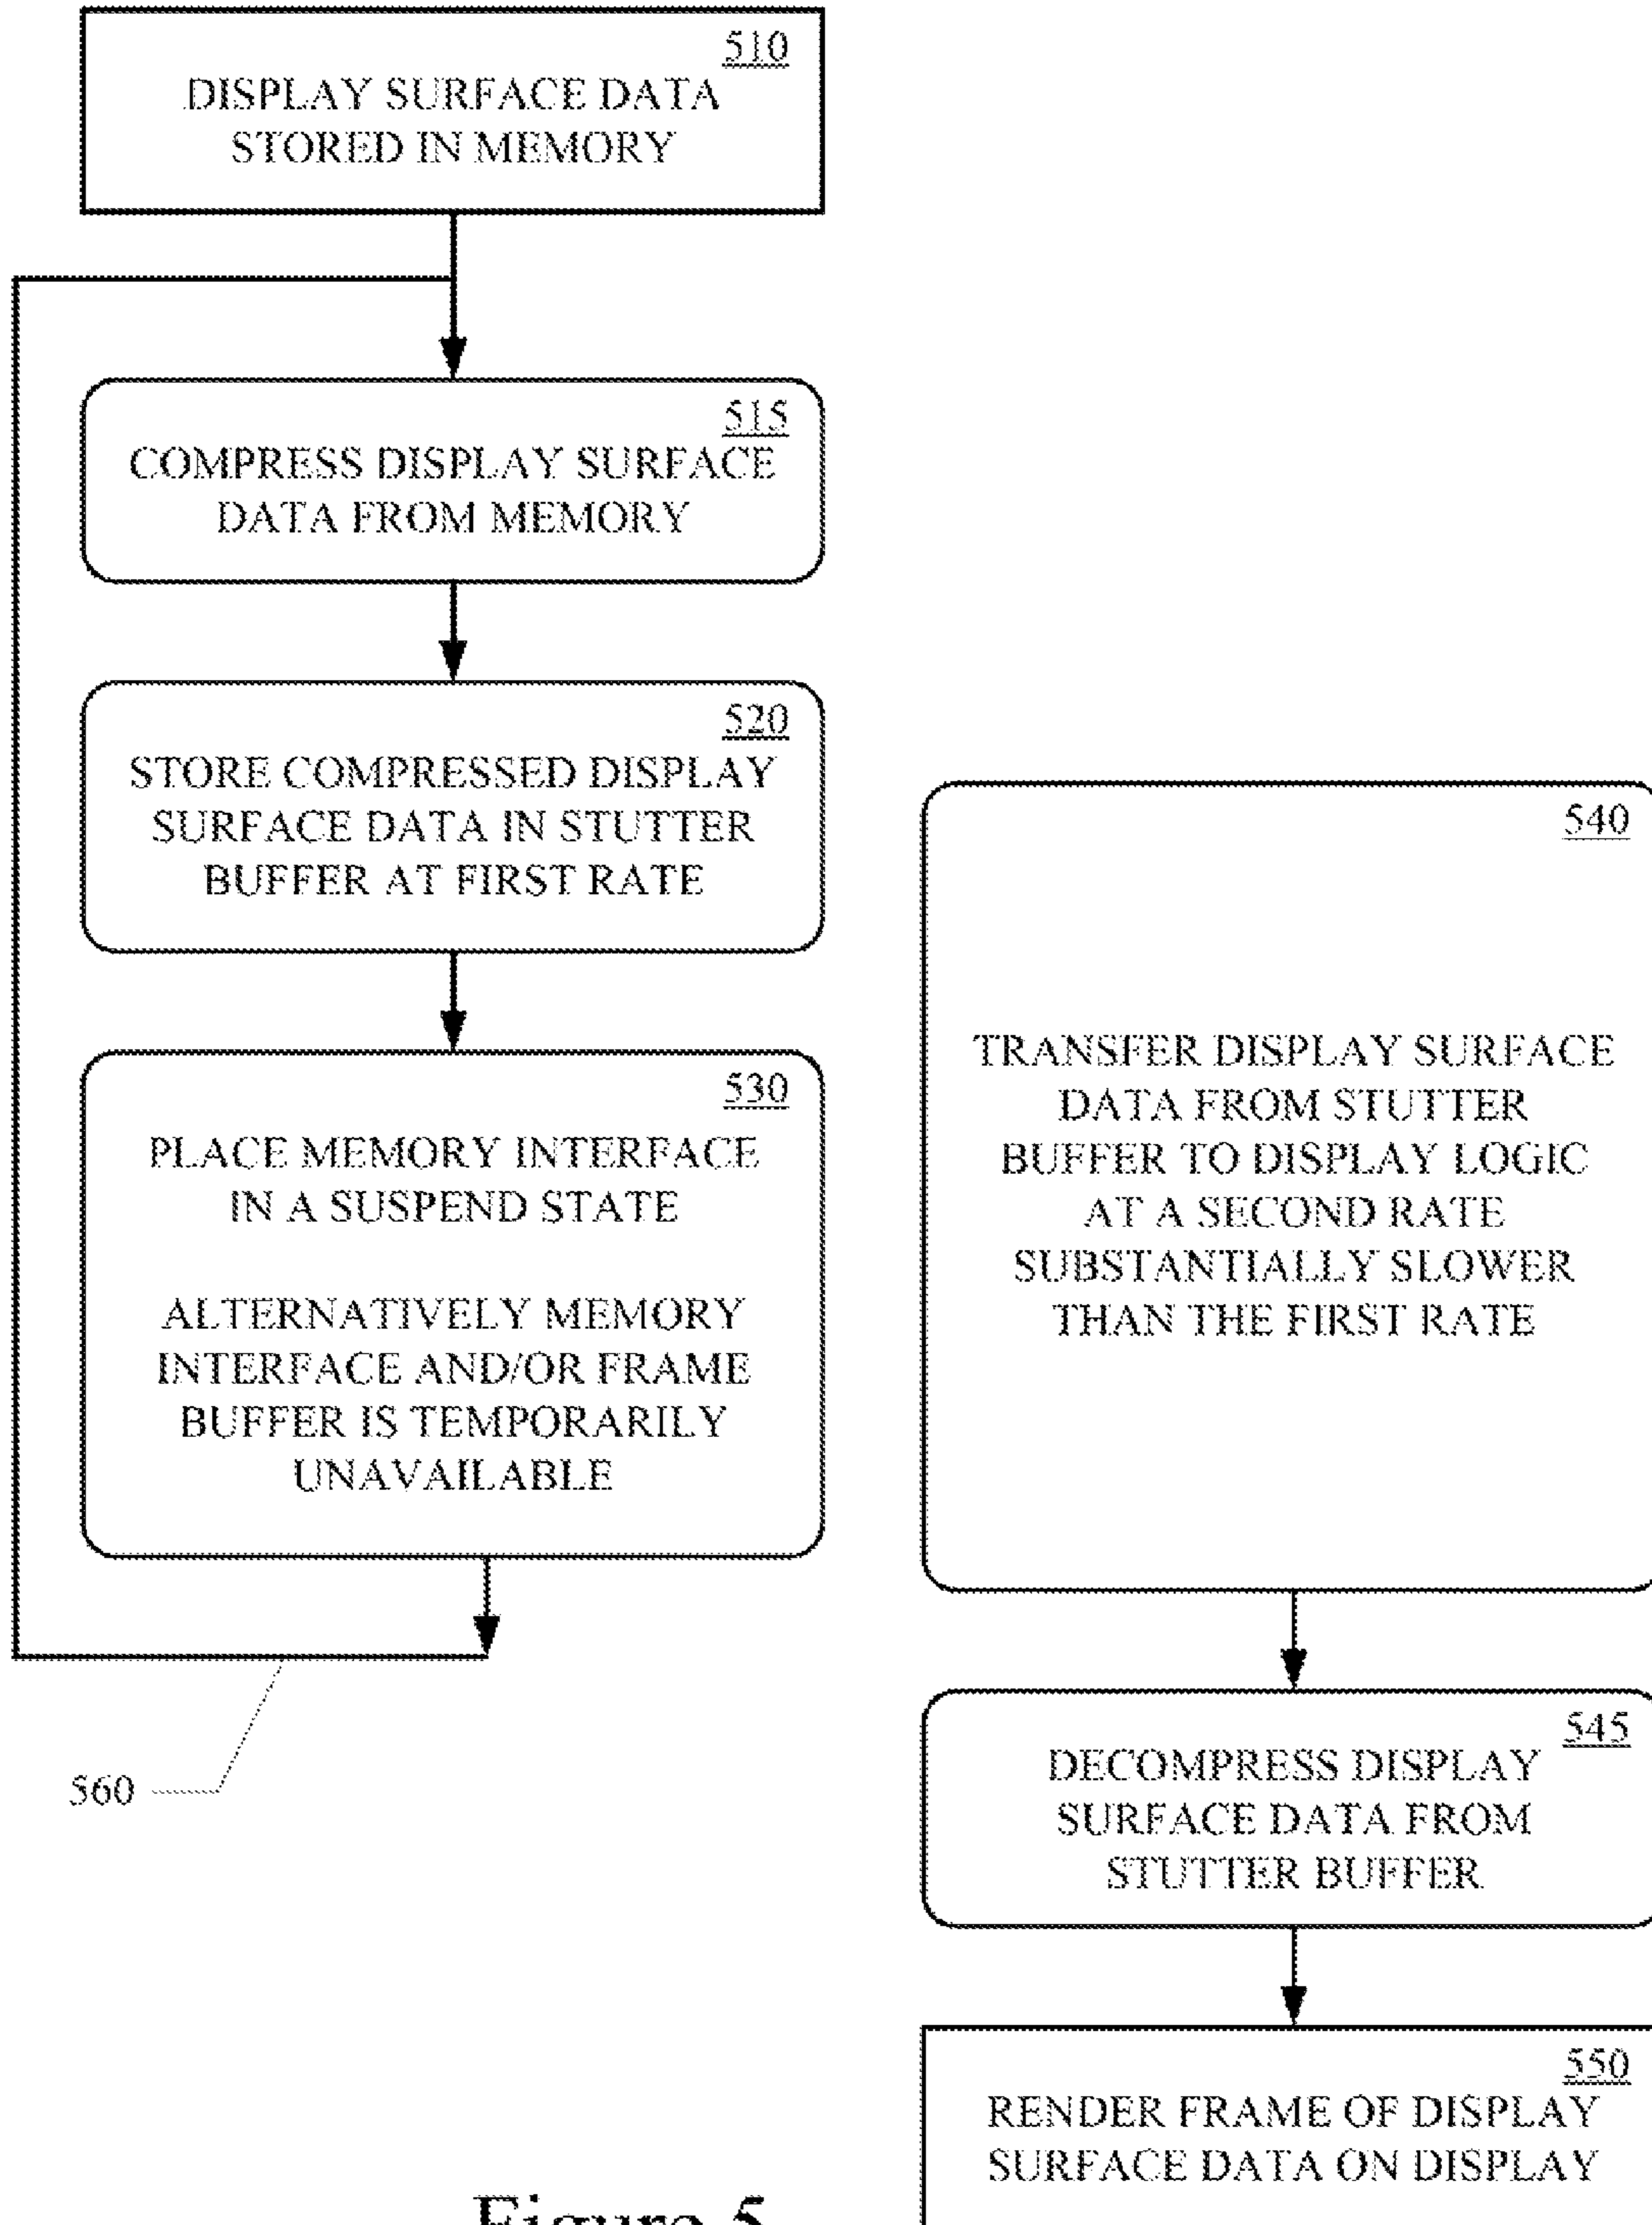 510
DISPLAY SURFACE DATA
STORED IN MEMORY
515
COMPRESS DISPLAY SURFACE
DATA FROM MEMORY
520
STORE COMPRESSED DISPLAY
SURFACE DATA IN STUTTER
BUFFER AT FIRST RATE
530
PLACE MEMORY INTERFACE
IN A SUSPEND STATE
ALTERNATIVELY MEMORY
INTERFACE AND/OR FRAME
BUFFER IS TEMPORARILY
UNAVAILABLE
560
540
TRANSFER DISPLAY SURFACE
DATA FROM STUTTER
BUFFER TO DISPLAY LOGIC
AT A SECOND RATE
SUBSTANTIALLY SLOWER
THAN THE FIRST RATE
545
DECOMPRESS DISPLAY
SURFACE DATA FROM
STUTTER BUFFER
550
RENDER FRAME OF DISPLAY
SURFACE DATA ON DISPLAY
Figure 5